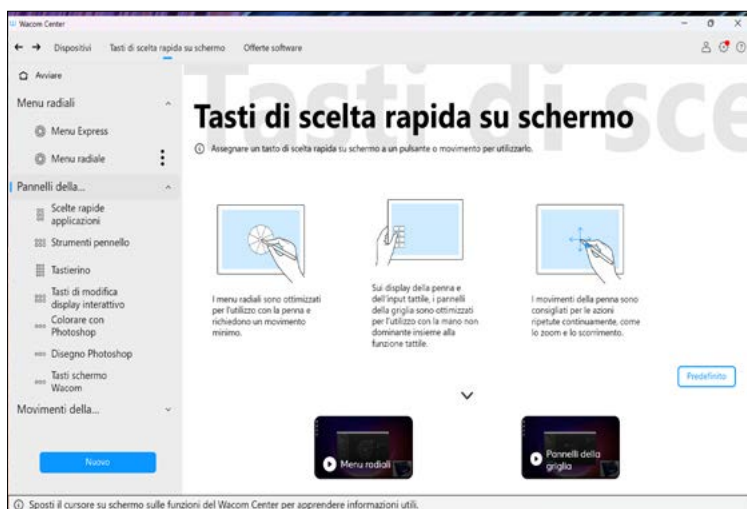 Wacom Center
Dispositivi Tasti di scelta rapida su schermo Offerte software
Avviare
Menu radiali
Menu Express
Menu radiale
Pannelli della...
Scelte rapide
applicazioni
Strumenti pennello
Tastierino
Tasti di modifica
display interattivo
Colorare con
Photoshop
Disegno Photoshop
Tasti schermo
Wacom
Movimenti della...
Nuovo
Tasti di sce
Tasti di scelta rapida su schermo
Assegnare un tasto di scelta rapida su schermo a un pulsante o movimento per utilizzarlo.
I menu radiali sono ottimizzati
per l'utilizzo con la penna e
richiedono un movimento
minimo.
Sui display della penna e
dell'input tattile, i pannelli
della griglia sono ottimizzati
per l'utilizzo con la mano non
dominante insieme alla
funzione tattile.
I movimenti della penna sono
consigliati per le azioni
ripetute continuamente, come
lo zoom e lo scorrimento.
Predefinito
Menu radiali
Pannelli della
griglia
Sposti il cursore su schermo sulle funzioni del Wacom Center per apprendere informazioni utili.